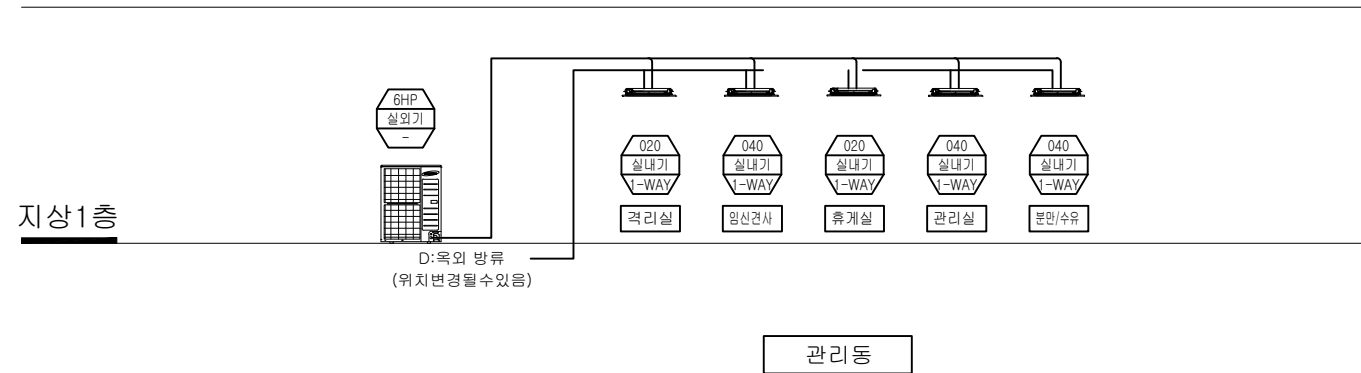 6HP
실외기
-
020
실내기
1-WAY
040
실내기
1-WAY
020
실내기
1-WAY
040
실내기
1-WAY
040
실내기
1-WAY
격리실
임신견사
휴게실
관리실
분만/수유
지상1층
D:옥외 방류
(위치변경될수있음)
관리동